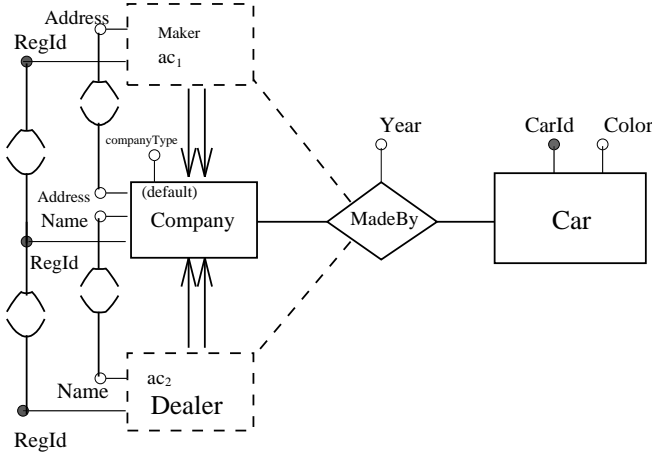 Address
RegId
Maker
ac1
companyType
Year
CarId
Color
Address
(default)
Name
Company
MadeBy
Car
RegId
Name
ac2
Dealer
RegId